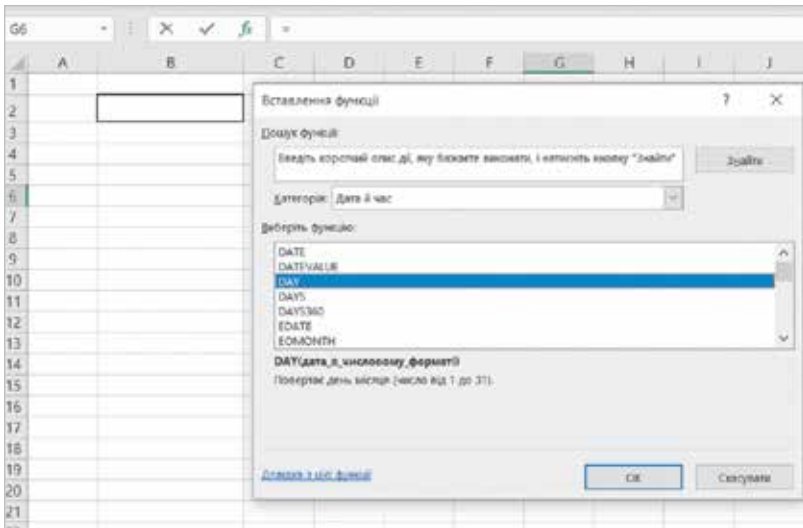 G6 fx =
A B C D E F G H I J
1
Вставлення функції ? ×
2
Пошук функції:
3
4
Введіть короткий опис дії, яку бажаєте виконати, і натисніть кнопку "Знайти" Знайти
5
6
Категорія: Дата й час
7
Виберіть функцію:
8
9
DATE
DATEVALUE
10
DAY
11
DAYS
DAYS360
12
EDATE
13
EOMONTH
14
DAY(дата_в_числовому_форматі)
15
Повертає день місяця (число від 1 до 31).
16
17
18
19
Довідка з цієї функції OK Скасувати
20
21